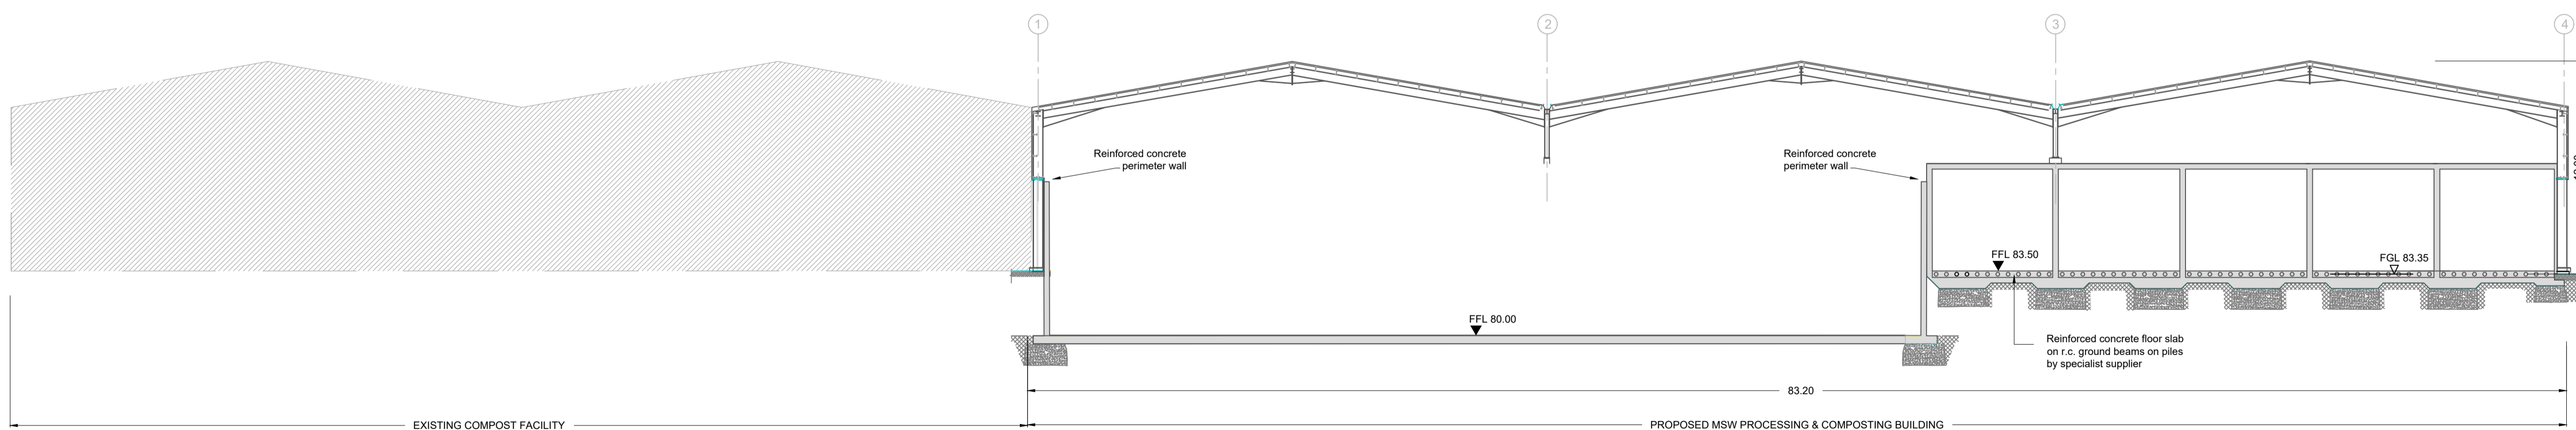 1
2
3
4
Reinforced concrete
perimeter wall
Reinforced concrete
perimeter wall
FFL 83.50
FGL 83.35
FFL 80.00
Reinforced concrete floor slab
on r.c. ground beams on piles
by specialist supplier
83.20
EXISTING COMPOST FACILITY
PROPOSED MSW PROCESSING & COMPOSTING BUILDING